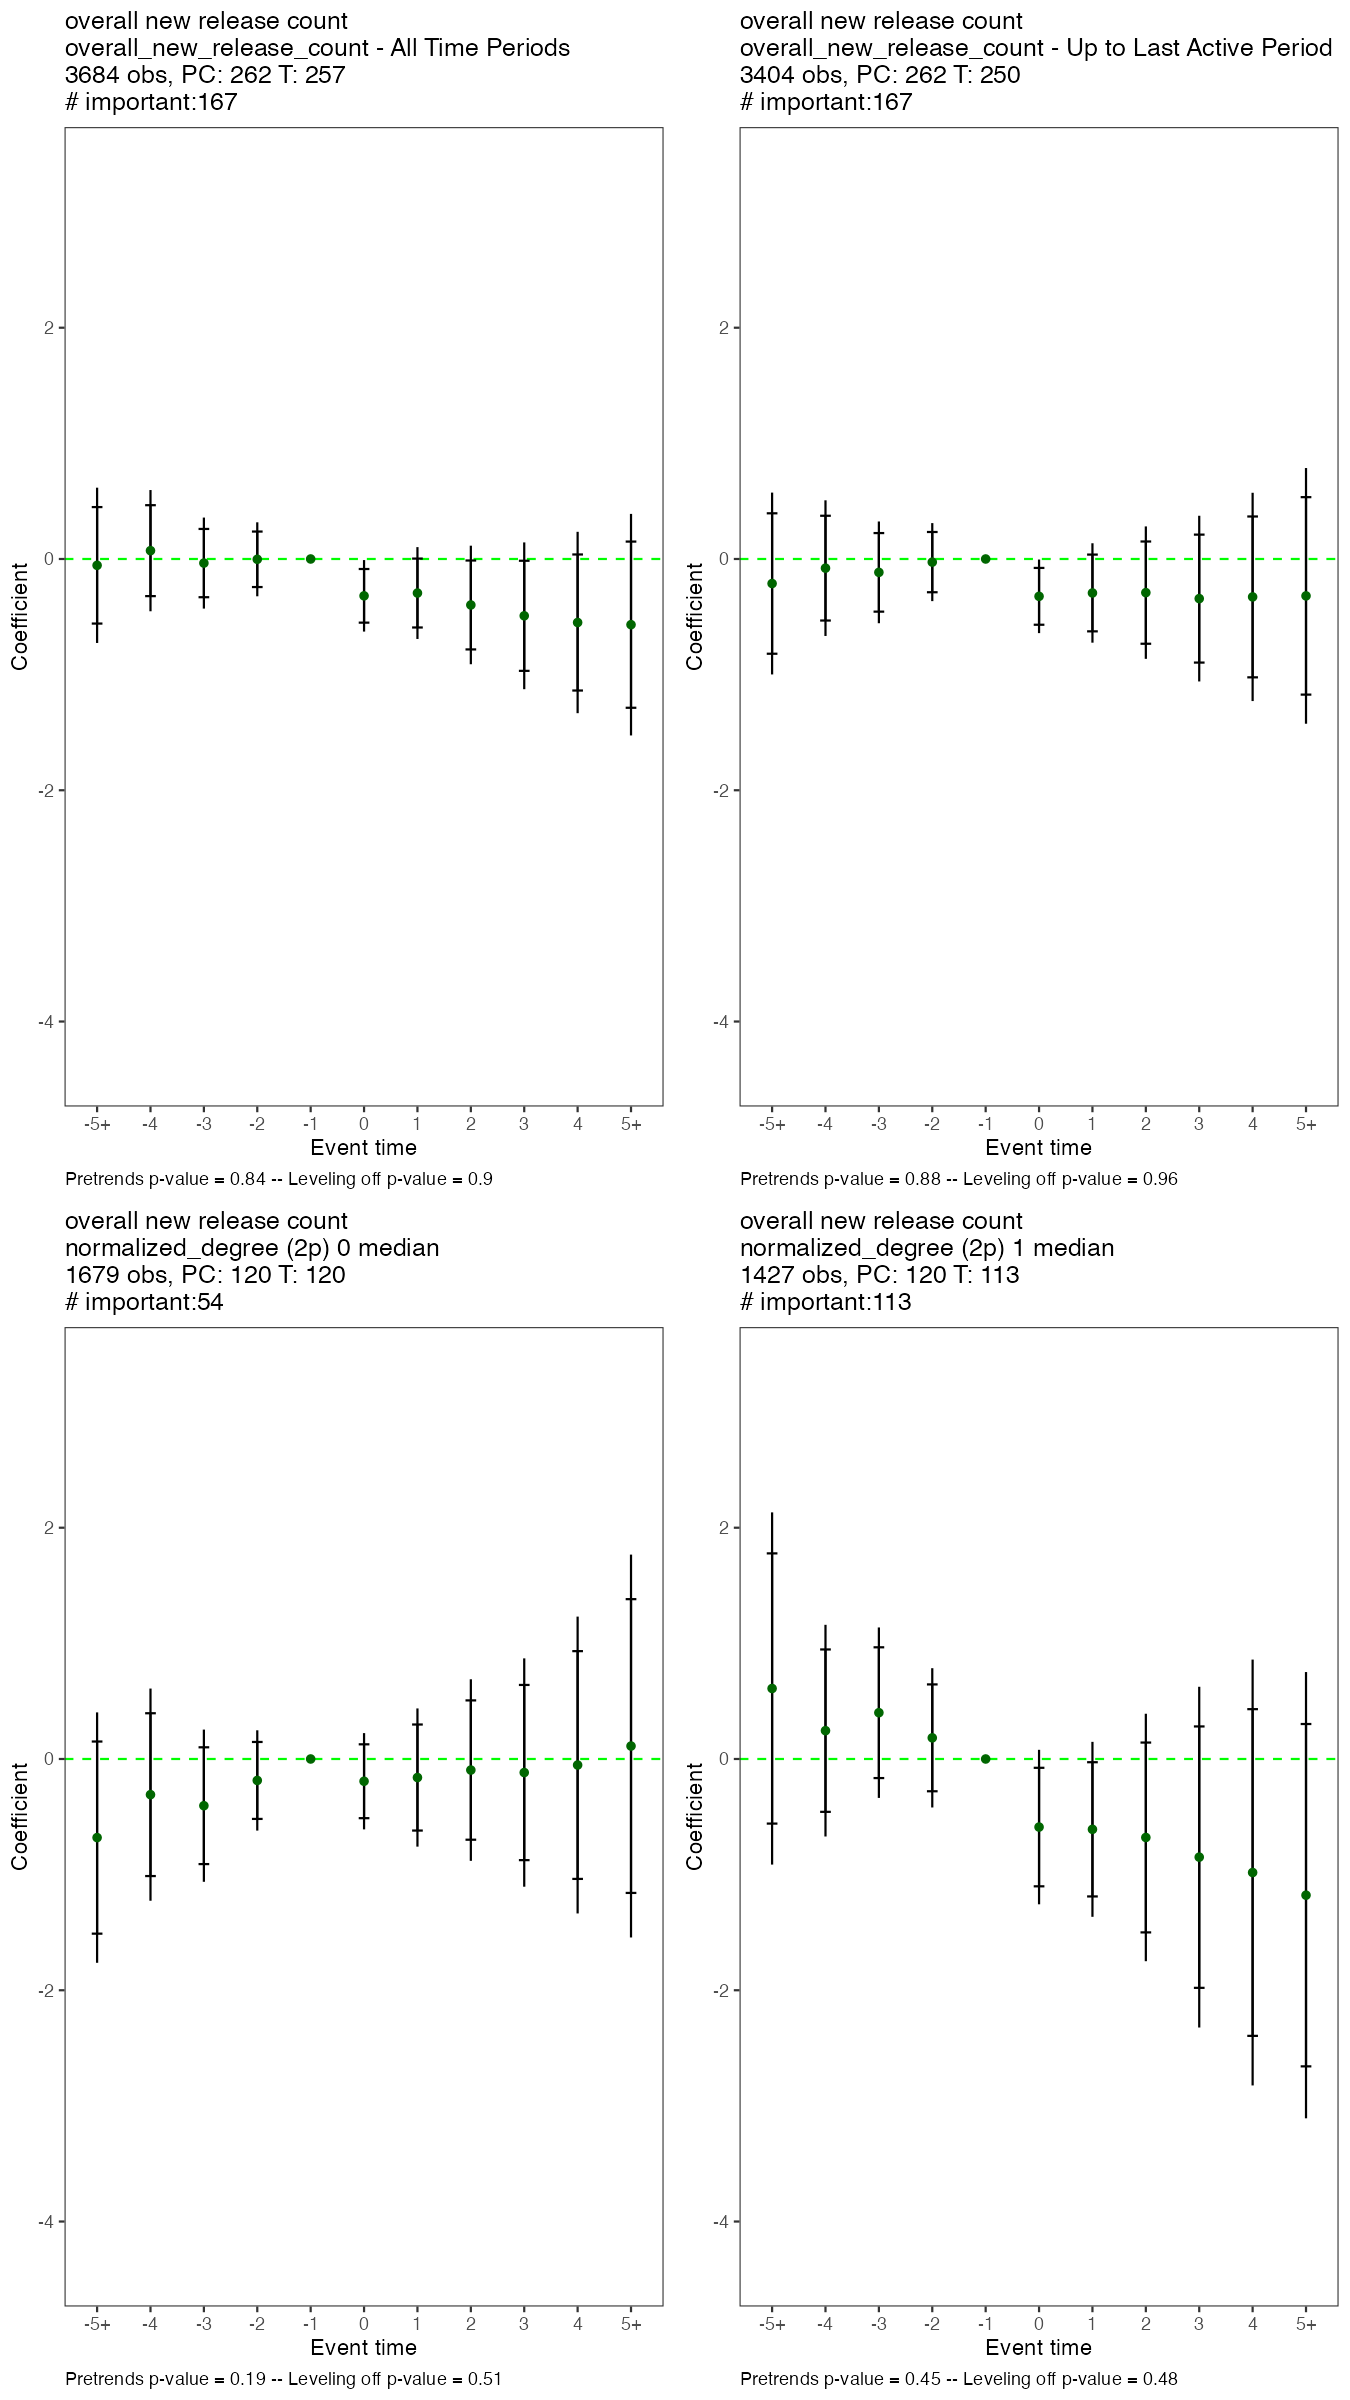 overall new release count
overall_new_release_count - All Time Periods
3684 obs, PC: 262 T: 257
# important:167
2
0
-2
-4
Coefficient
-5+ -4 -3 -2 -1 0 1 2 3 4 5+
Event time
Pretrends p-value = 0.84 -- Leveling off p-value = 0.9
overall new release count
overall_new_release_count - Up to Last Active Period
3404 obs, PC: 262 T: 250
# important:167
2
0
-2
-4
Coefficient
-5+ -4 -3 -2 -1 0 1 2 3 4 5+
Event time
Pretrends p-value = 0.88 -- Leveling off p-value = 0.96
overall new release count
normalized_degree (2p) 0 median
1679 obs, PC: 120 T: 120
# important:54
2
0
-2
-4
Coefficient
-5+ -4 -3 -2 -1 0 1 2 3 4 5+
Event time
Pretrends p-value = 0.19 -- Leveling off p-value = 0.51
overall new release count
normalized_degree (2p) 1 median
1427 obs, PC: 120 T: 113
# important:113
2
0
-2
-4
Coefficient
-5+ -4 -3 -2 -1 0 1 2 3 4 5+
Event time
Pretrends p-value = 0.45 -- Leveling off p-value = 0.48